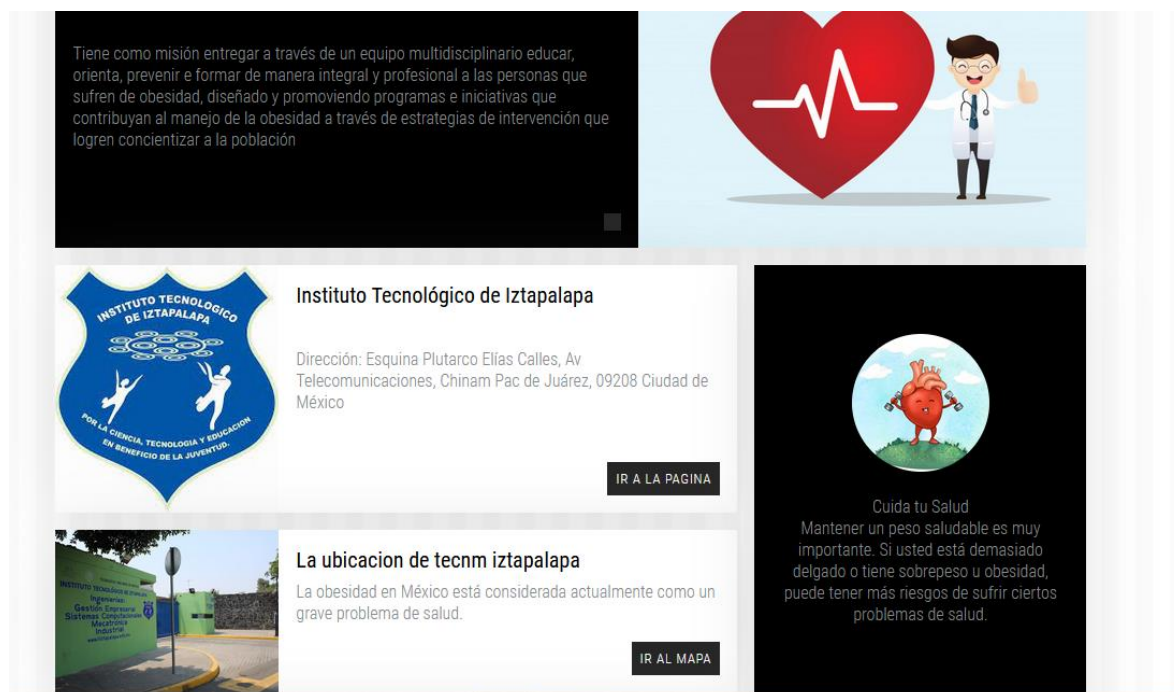 Tiene como misión entregar a través de un equipo multidisciplinario educar,
orienta, prevenir e formar de manera integral y profesional a las personas que
sufren de obesidad, diseñado y promoviendo programas e iniciativas que
contribuyan al manejo de la obesidad a través de estrategias de intervención que
logren concientizar a la población
INSTITUTO TECNOLOGICO
DE IZTAPALAPA
POR LA CIENCIA, TECNOLOGIA Y EDUCACION
EN BENEFICIO DE LA JUVENTUD.
Instituto Tecnológico de Iztapalapa
Dirección: Esquina Plutarco Elías Calles, Av
Telecomunicaciones, Chinam Pac de Juárez, 09208 Ciudad de
México
IR A LA PAGINA
INSTITUTO TECNOLOGICO DE IZTAPALAPA
Ingenierías:
Gestión Empresarial
Sistemas Computacionales
Mecatrónica
Industrial
La ubicacion de tecnm iztapalapa
La obesidad en México está considerada actualmente como un
grave problema de salud.
IR AL MAPA
Cuida tu Salud
Mantener un peso saludable es muy
importante. Si usted está demasiado
delgado o tiene sobrepeso u obesidad,
puede tener más riesgos de sufrir ciertos
problemas de salud.